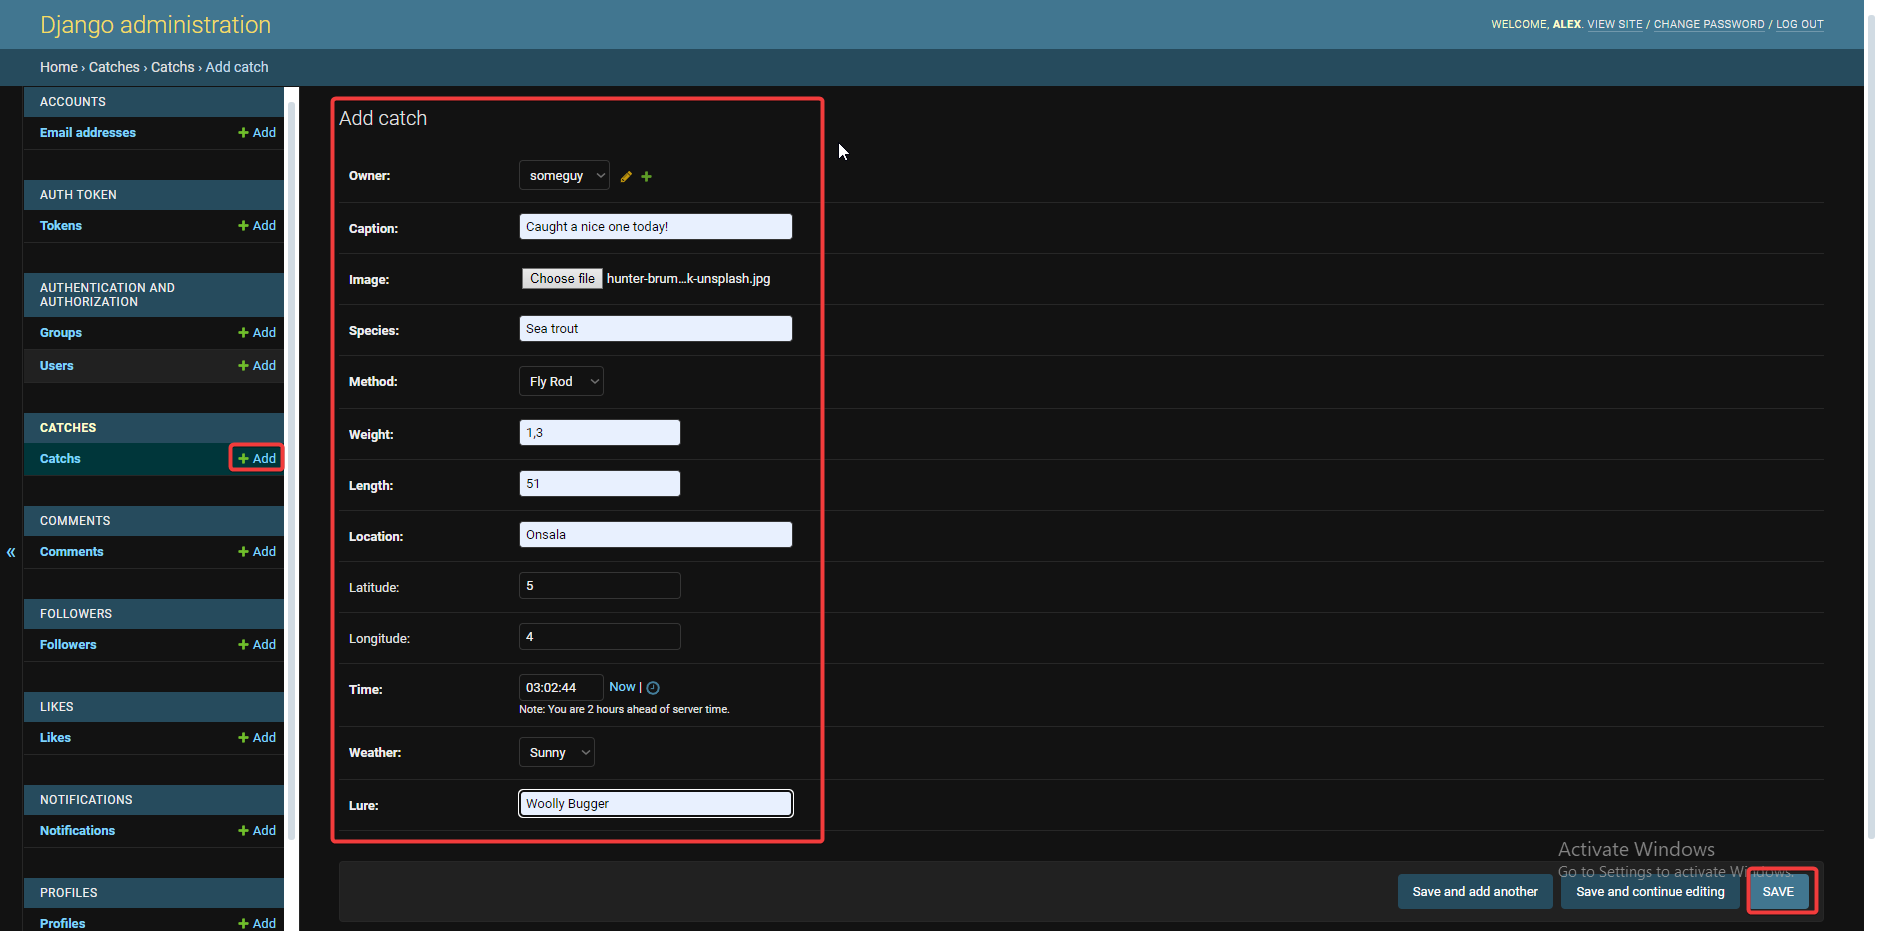 Django administration
WELCOME, ALEX. VIEW SITE / CHANGE PASSWORD / LOG OUT
Home › Catches › Catchs › Add catch
ACCOUNTS
Email addresses + Add
AUTH TOKEN
Tokens + Add
AUTHENTICATION AND
AUTHORIZATION
Groups + Add
Users + Add
CATCHES
Catchs + Add
COMMENTS
Comments + Add
«
FOLLOWERS
Followers + Add
LIKES
Likes + Add
NOTIFICATIONS
Notifications + Add
PROFILES
Profiles + Add
Add catch
Owner: someguy
Caption: Caught a nice one today!
Image: Choose file hunter-brum...k-unsplash.jpg
Species: Sea trout
Method: Fly Rod
Weight: 1,3
Length: 51
Location: Onsala
Latitude: 5
Longitude: 4
Time: 03:02:44 Now |
Note: You are 2 hours ahead of server time.
Weather: Sunny
Lure: Woolly Bugger
Activate Windows
Go to Settings to activate Windows.
Save and add another Save and continue editing SAVE